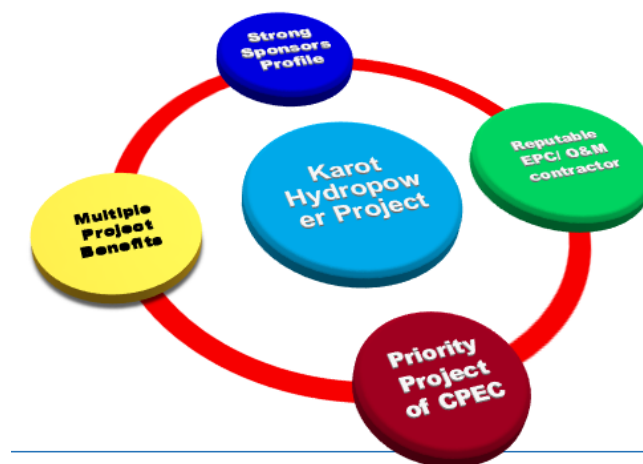 Strong
Sponsors
Profile
Reputable
EPC/ O&M
contractor
Karot
Hydropow
er Project
Multiple
Project
Benefits
Priority
Project
of CPEC